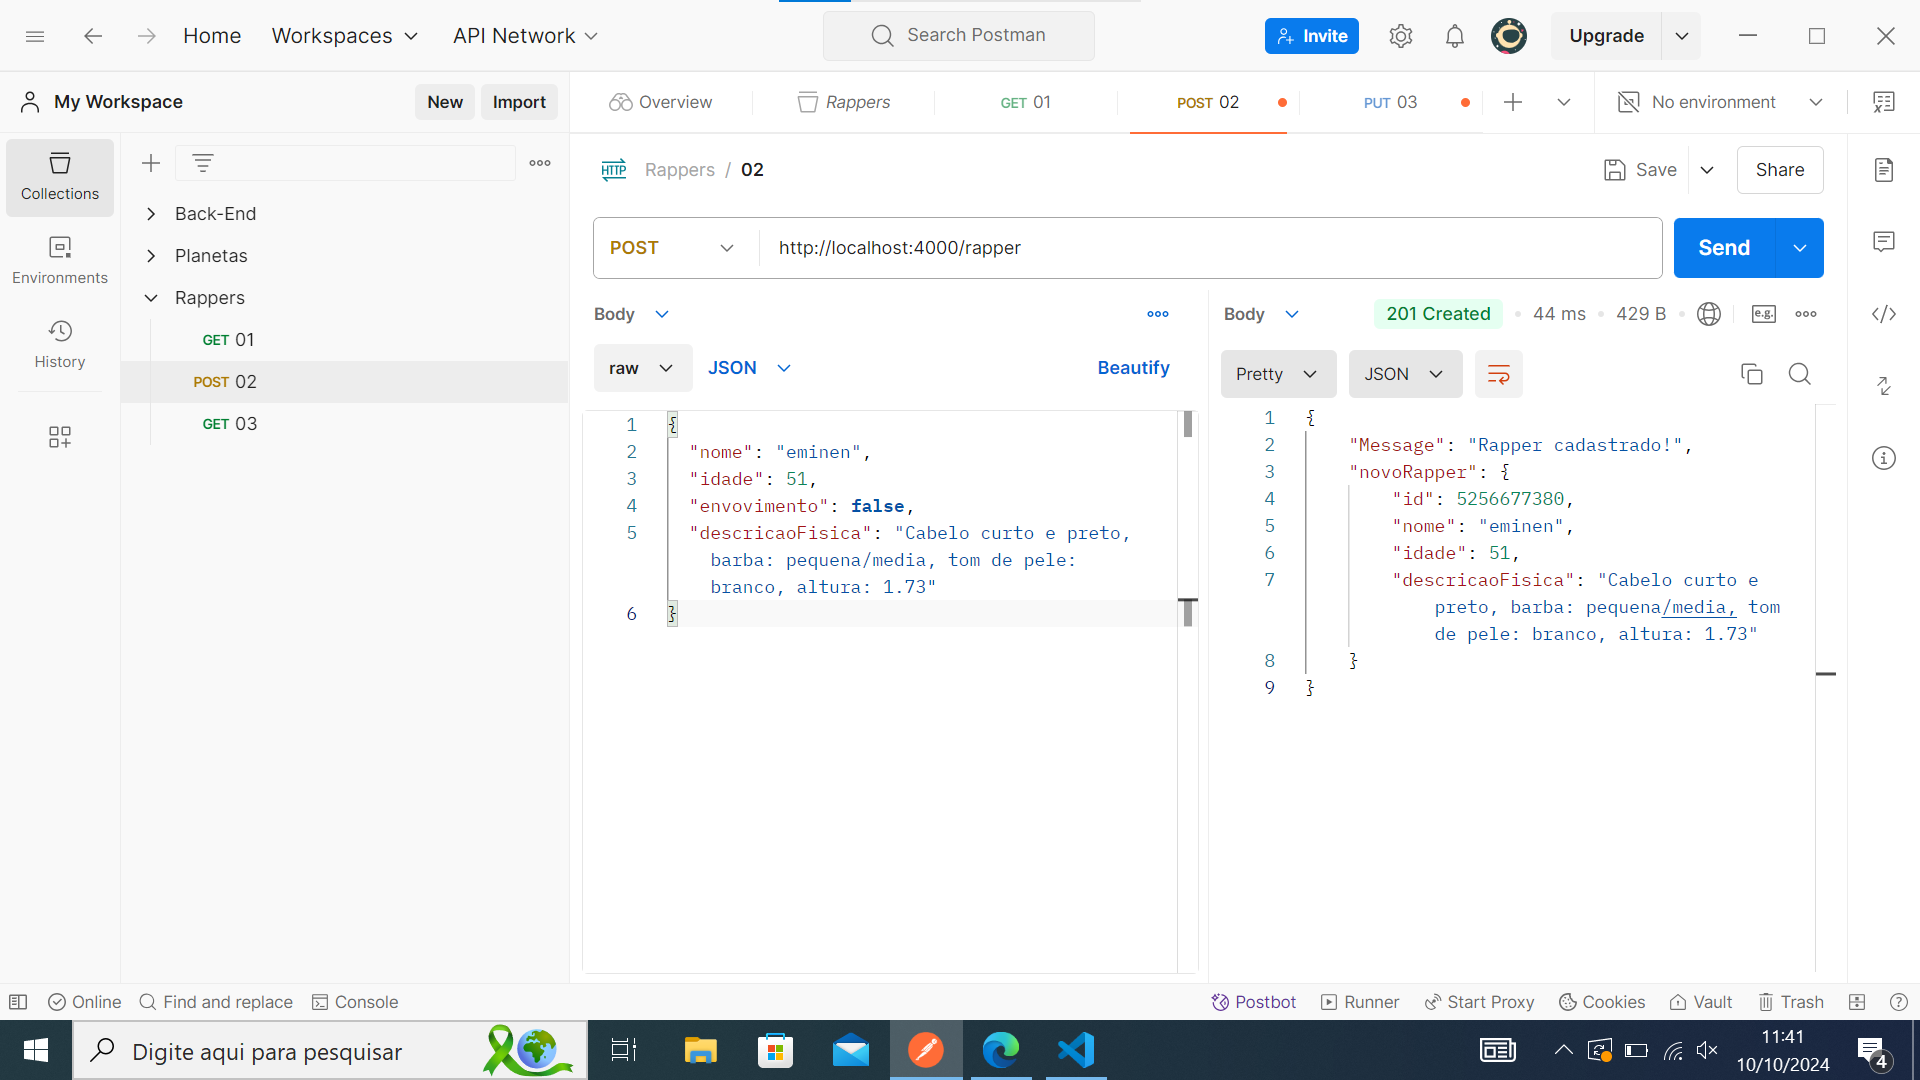 Home Workspaces API Network Search Postman Invite Upgrade
My Workspace New Import Overview Rappers GET 01 POST 02 PUT 03 No environment
Collections
Environments
History
Back-End
Planetas
Rappers
GET 01
POST 02
GET 03
HTTP Rappers / 02 Save Share
POST http://localhost:4000/rapper Send
Body
raw JSON Beautify
1 {
2 "nome": "eminen",
3 "idade": 51,
4 "envovimento": false,
5 "descricaoFisica": "Cabelo curto e preto,
barba: pequena/media, tom de pele:
branco, altura: 1.73"
6 }
Body 201 Created 44 ms 429 B e.g.
Pretty JSON
1 {
2 "Message": "Rapper cadastrado!",
3 "novoRapper": {
4 "id": 5256677380,
5 "nome": "eminen",
6 "idade": 51,
7 "descricaoFisica": "Cabelo curto e
preto, barba: pequena/media, tom
de pele: branco, altura: 1.73"
8 }
9 }
Online Find and replace Console Postbot Runner Start Proxy Cookies Vault Trash
Digite aqui para pesquisar
11:41
10/10/2024
4